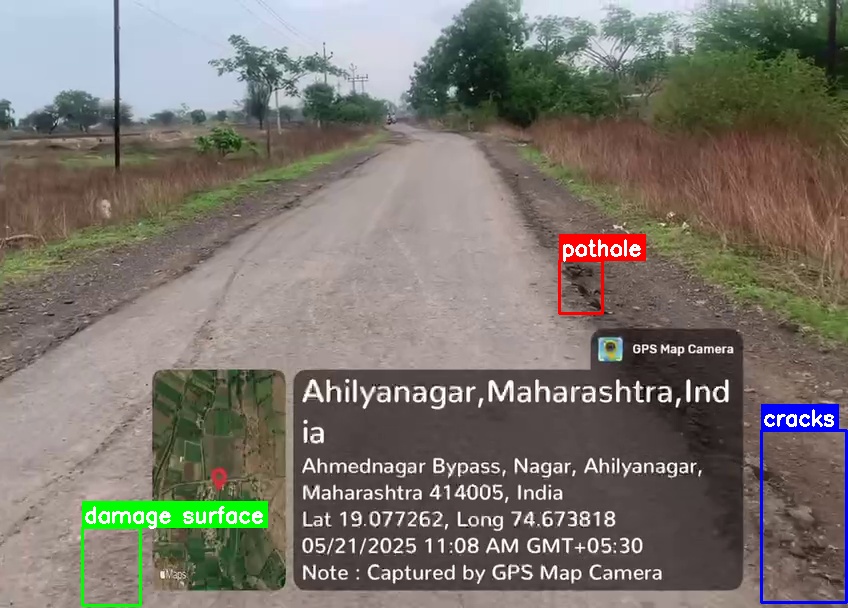 pothole
GPS Map Camera
Ahilyanagar,Maharashtra,Ind
ia
cracks
Ahmednagar Bypass, Nagar, Ahilyanagar,
Maharashtra 414005, India
Lat 19.077262, Long 74.673818
damage surface
05/21/2025 11:08 AM GMT+05:30
Note : Captured by GPS Map Camera
Maps